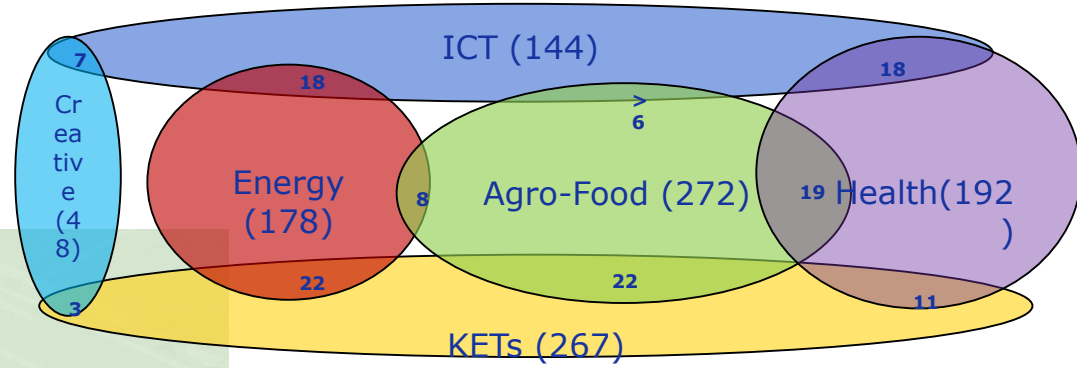 ICT (144)
7
18
18
Cr
ea
tiv
e
(4
8)
>
6
Energy
(178)
8
Agro-Food (272)
19
Health(192
)
22
22
3
11
KETs (267)